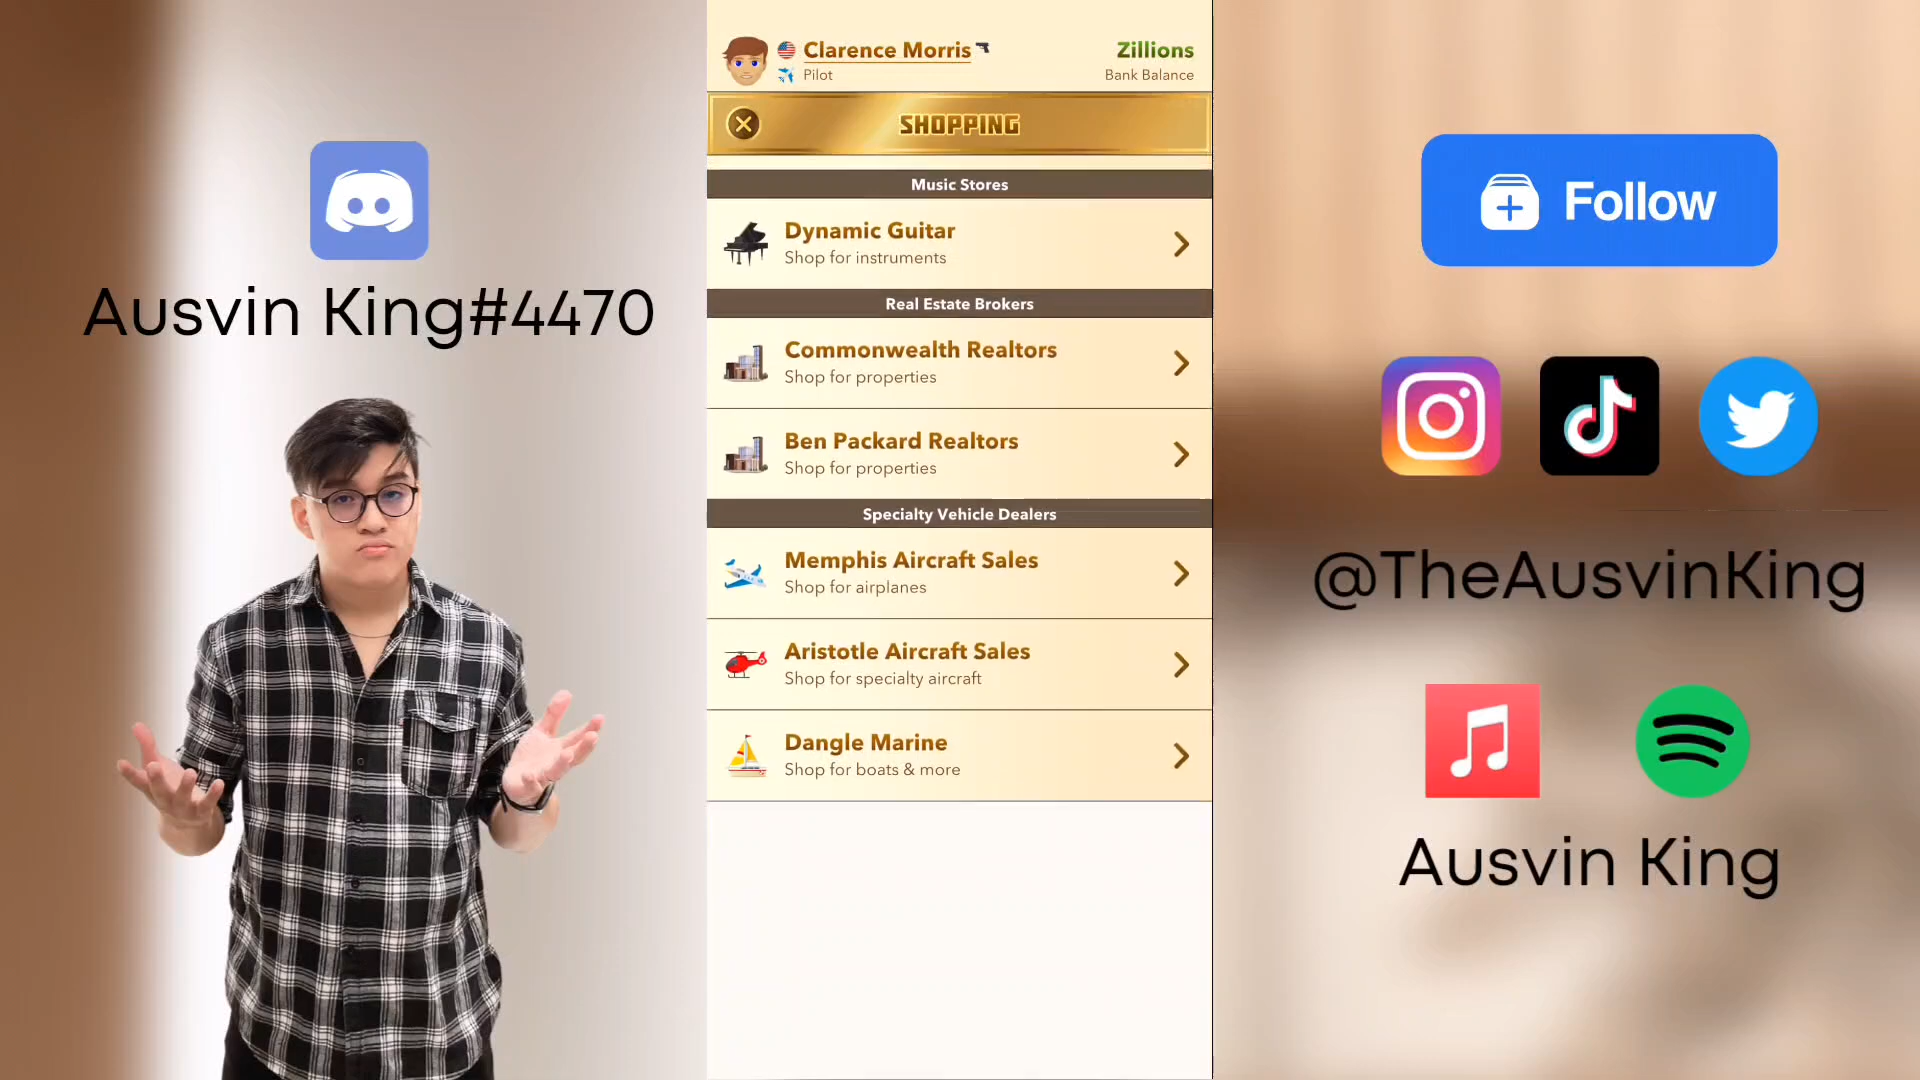 Ausvin King#4470
Clarence Morris
Pilot
Zillions
Bank Balance
SHOPPING
Music Stores
Dynamic Guitar
Shop for instruments
Real Estate Brokers
Commonwealth Realtors
Shop for properties
Ben Packard Realtors
Shop for properties
Specialty Vehicle Dealers
Memphis Aircraft Sales
Shop for airplanes
Aristotle Aircraft Sales
Shop for specialty aircraft
Dangle Marine
Shop for boats & more
Follow
@TheAusvinKing
Ausvin King